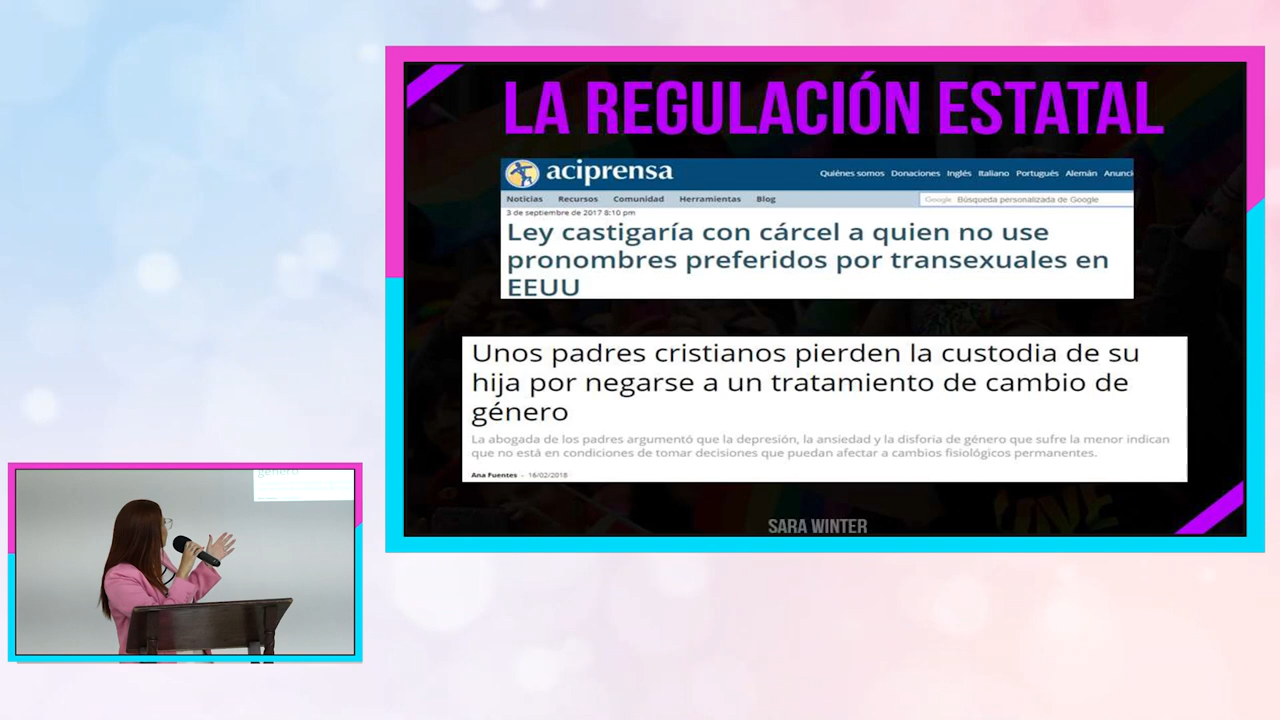 LA REGULACIÓN ESTATAL
aciprensa
Quiénes somos Donaciones Inglés Italiano Portugués Alemán Anunci
Noticias Recursos Comunidad Herramientas Blog
Google Búsqueda personalizada de Google
3 de septiembre de 2017 8:10 pm
Ley castigaría con cárcel a quien no use
pronombres preferidos por transexuales en
EEUU
Unos padres cristianos pierden la custodia de su
hija por negarse a un tratamiento de cambio de
género
La abogada de los padres argumentó que la depresión, la ansiedad y la disforia de género que sufre la menor indican
que no está en condiciones de tomar decisiones que puedan afectar a cambios fisiológicos permanentes.
Ana Fuentes - 16/02/2018
SARA WINTER
género